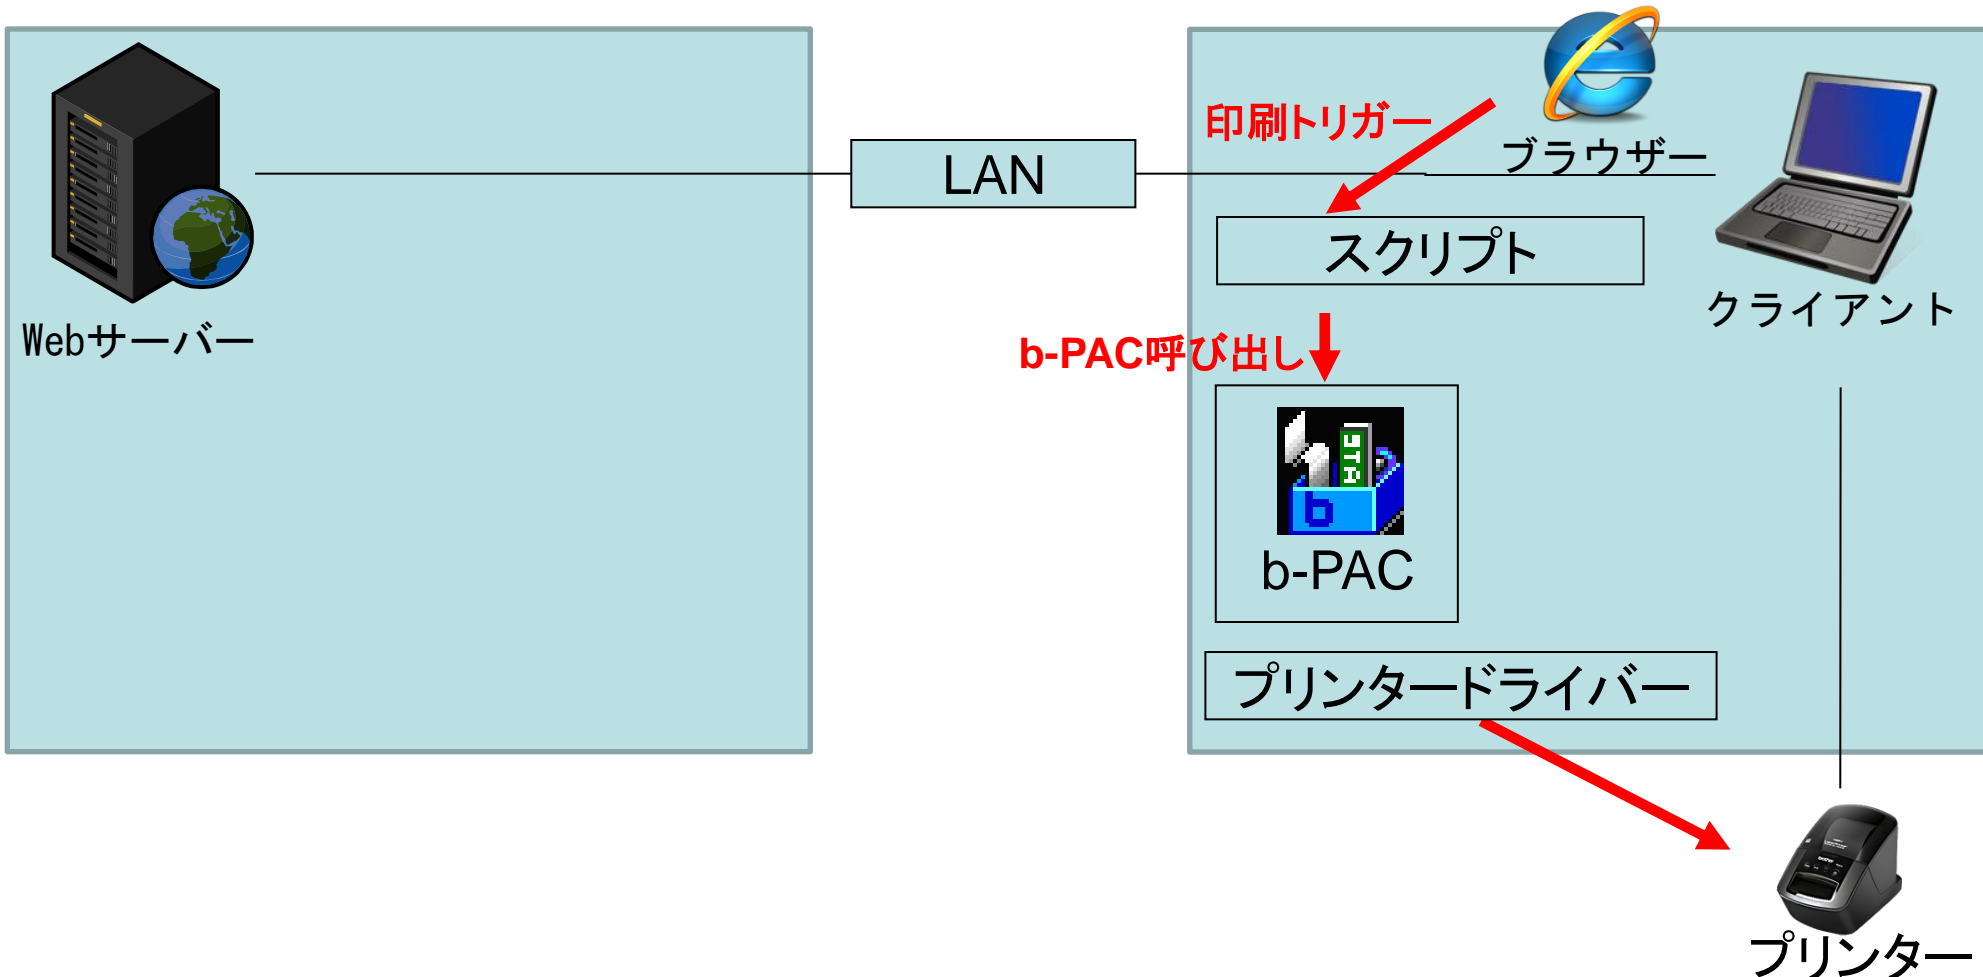 印刷トリガー
ブラウザー
LAN
スクリプト
クライアント
Webサーバー
b-PAC呼び出し
STA
b
b-PAC
プリンタードライバー
プリンター